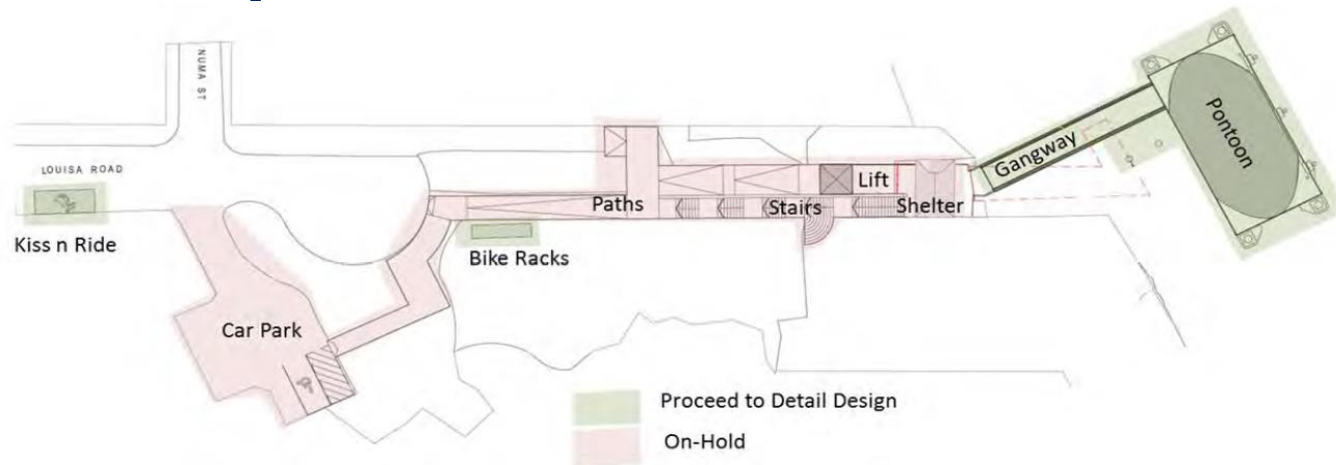 NUMA ST
LOUISA ROAD
Kiss n Ride
Car Park
Bike Racks
Paths
Stairs
Lift
Shelter
Gangway
Pontoon
Proceed to Detail Design
On-Hold